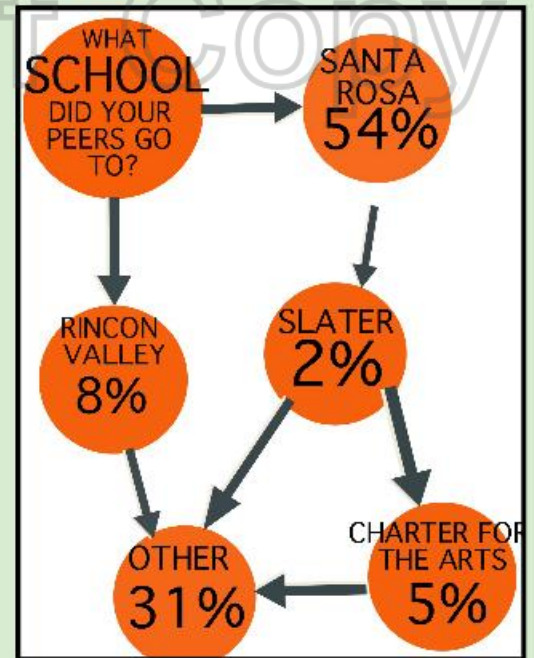 Copy
WHAT
SCHOOL
DID YOUR
PEERS GO
TO?
SANTA
ROSA
54%
RINCON
VALLEY
8%
SLATER
2%
CHARTER FOR
THE ARTS
5%
OTHER
31%